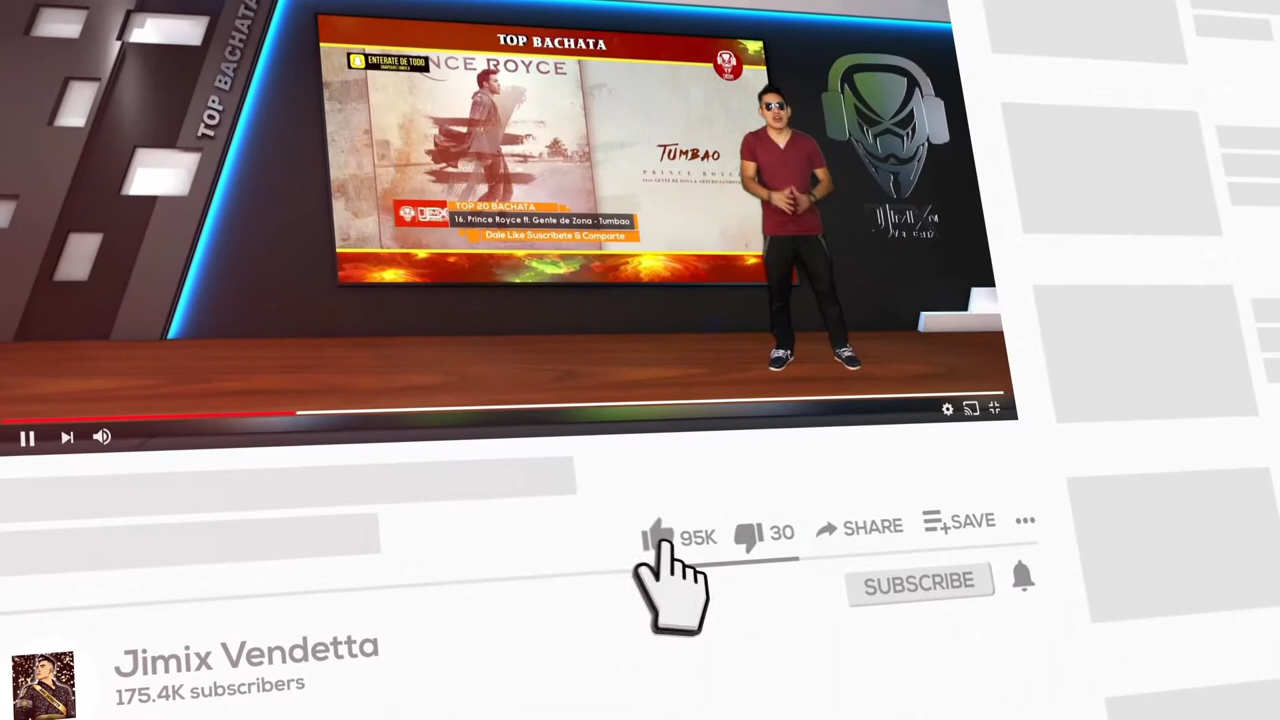 TOP BACHATA
TOP BACHATA
ENTERATE DE TODO
NCE ROYCE
TUMBAO
PRINCE ROYCE
TOP 20 BACHATA
16. Prince Royce ft. Gente de Zona - Tumbao
Dale Like Suscribete & Comparte
95K
30
SHARE
SAVE
SUBSCRIBE
Jimix Vendetta
175.4K subscribers